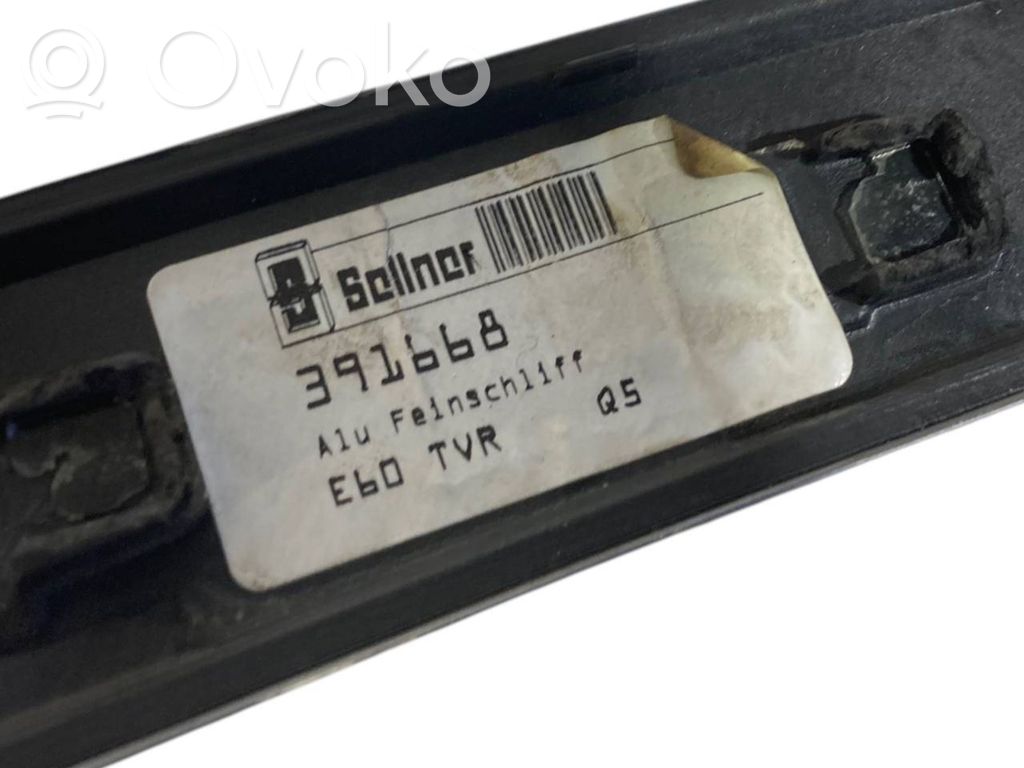 Ovoko
Sellner
391668
Alu Feinschliff
E60 TVR Q5